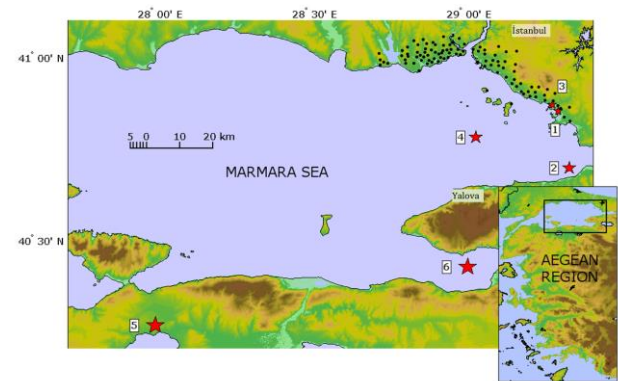 28 00' E
28 30' E
29 00' E
İstanbul
41 00' N
3
1
4
5 0 10 20 km
2
MARMARA SEA
Yalova
40 30' N
6
AEGEAN
REGION
5